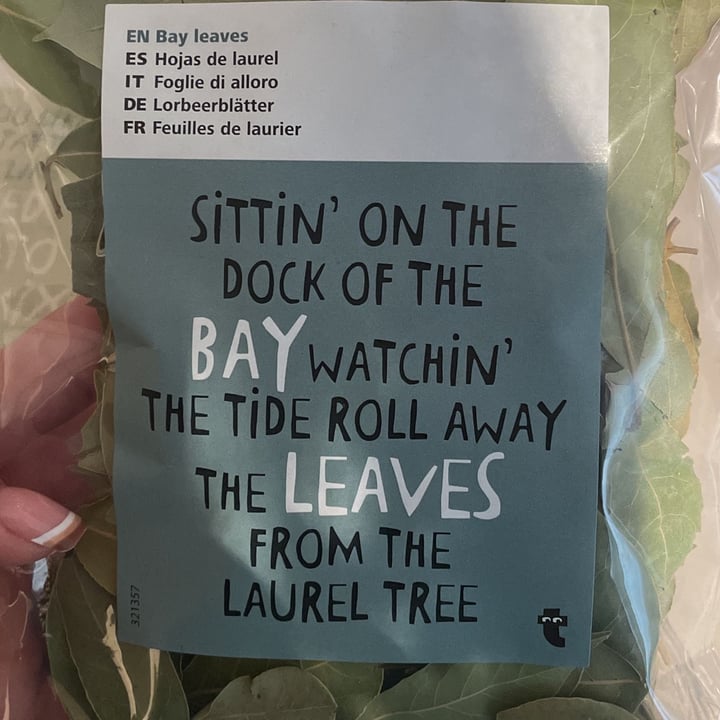 EN Bay leaves
ES Hojas de laurel
IT Foglie di alloro
DE Lorbeerblätter
FR Feuilles de laurier
SITTIN' ON THE
DOCK OF THE
BAY WATCHIN'
THE TIDE ROLL AWAY
THE LEAVES
FROM THE
LAUREL TREE
321357
t